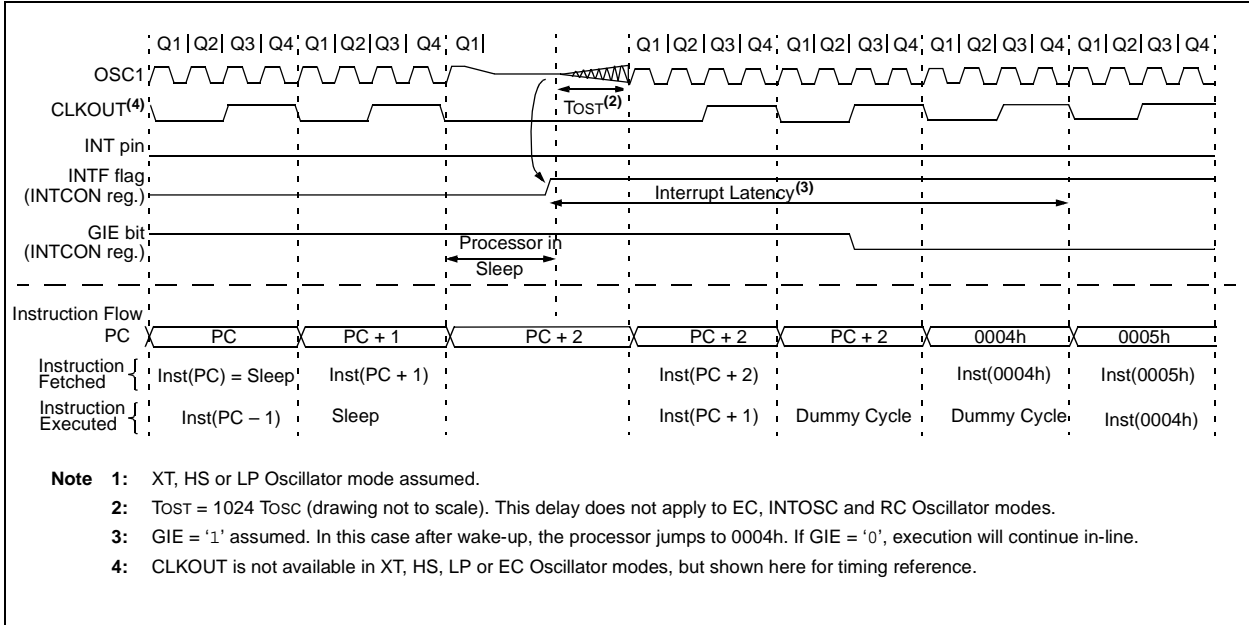 Q1 | Q2 | Q3 | Q4 Q1 | Q2 | Q3 | Q4 Q1 | Q1 | Q2 | Q3 | Q4 Q1 | Q2 | Q3 | Q4 Q1 | Q2 | Q3 | Q4 Q1 | Q2 | Q3 | Q4
OSC1
CLKOUT(4) TOST(2)
INT pin
INTF flag
(INTCON reg.) Interrupt Latency(3)
GIE bit
(INTCON reg.) Processor in
Sleep
Instruction Flow
PC PC PC + 1 PC + 2 PC + 2 PC + 2 0004h 0005h
Instruction
Fetched { Inst(PC) = Sleep Inst(PC + 1) Inst(PC + 2) Inst(0004h) Inst(0005h)
Instruction
Executed { Inst(PC – 1) Sleep Inst(PC + 1) Dummy Cycle Dummy Cycle Inst(0004h)
Note 1: XT, HS or LP Oscillator mode assumed.
2: TOST = 1024 TOSC (drawing not to scale). This delay does not apply to EC, INTOSC and RC Oscillator modes.
3: GIE = ‘1’ assumed. In this case after wake-up, the processor jumps to 0004h. If GIE = ‘0’, execution will continue in-line.
4: CLKOUT is not available in XT, HS, LP or EC Oscillator modes, but shown here for timing reference.